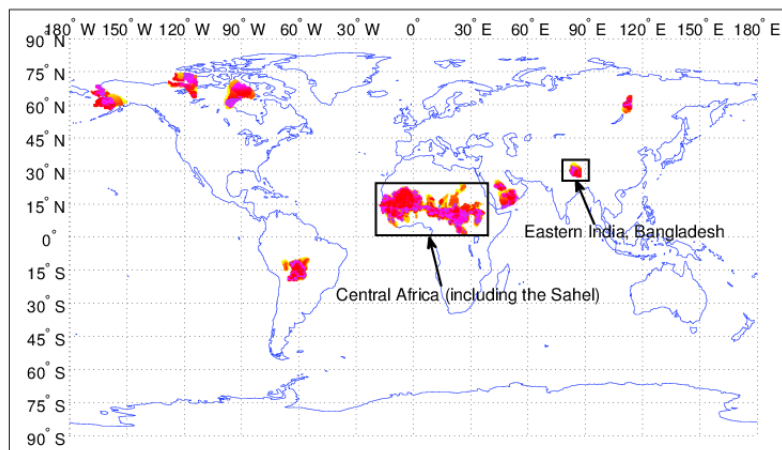 180° W 150° W 120° W 90° W 60° W 30° W 0° 30° E 60° E 90° E 120° E 150° E 180° E
90° N
75° N
60° N
45° N
30° N
15° N
0°
15° S
30° S
45° S
60° S
75° S
90° S
Eastern India, Bangladesh
Central Africa (including the Sahel)